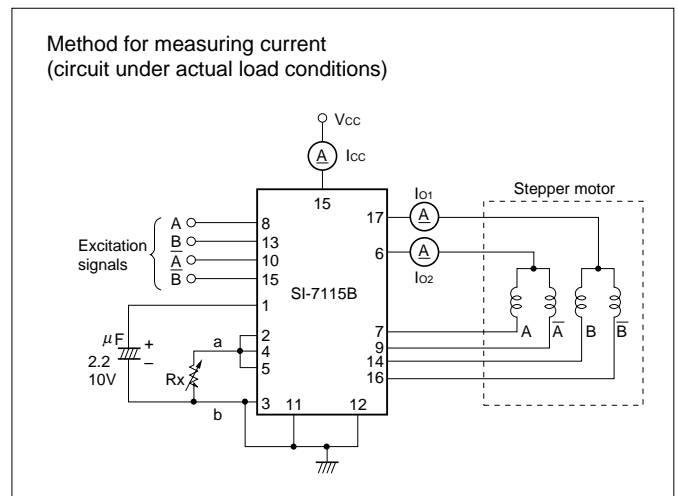 Method for measuring current
(circuit under actual load conditions)
Vcc
A Icc
15
Excitation signals
A 8
B 13
A̅ 10
B̅ 15
1
SI-7115B
17
IO1
A
6
A
IO2
Stepper motor
A A̅ B B̅
7
9
14
16
μF
2.2
10V
+
–
a
Rx
b
2
4
5
3 11 12